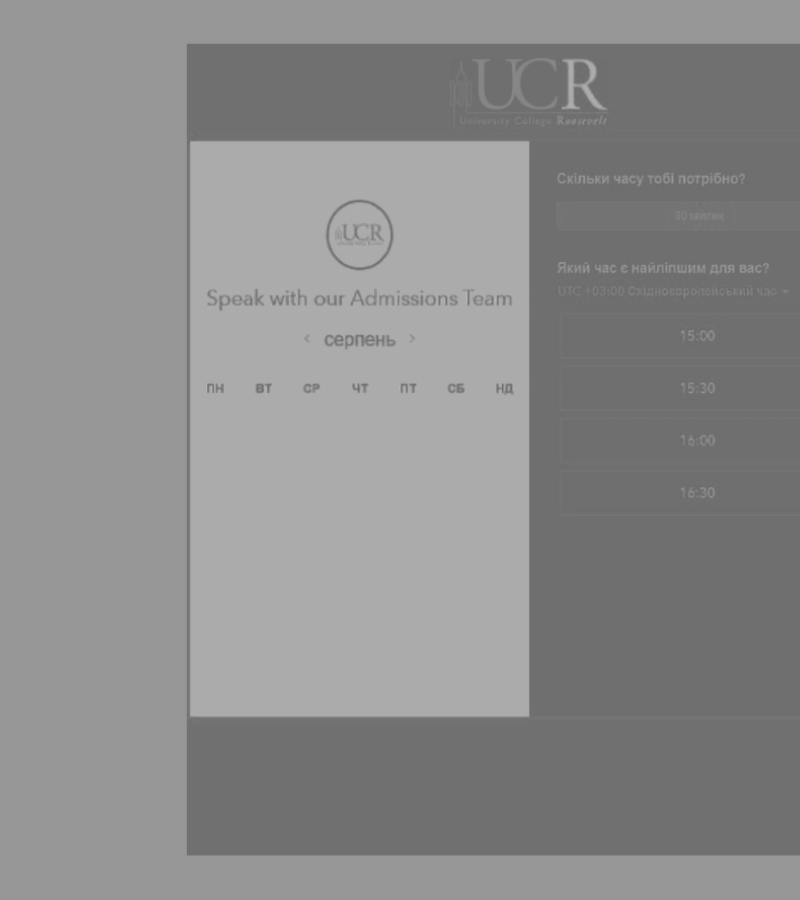 UCR
University College Roosevelt
UCR
Speak with our Admissions Team
< серпень >
ПН ВТ СР ЧТ ПТ СБ НД
Скільки часу тобі потрібно?
30 хвилин
Який час є найліпшим для вас?
UTC +03:00 Східноєвропейський час
15:00
15:30
16:00
16:30